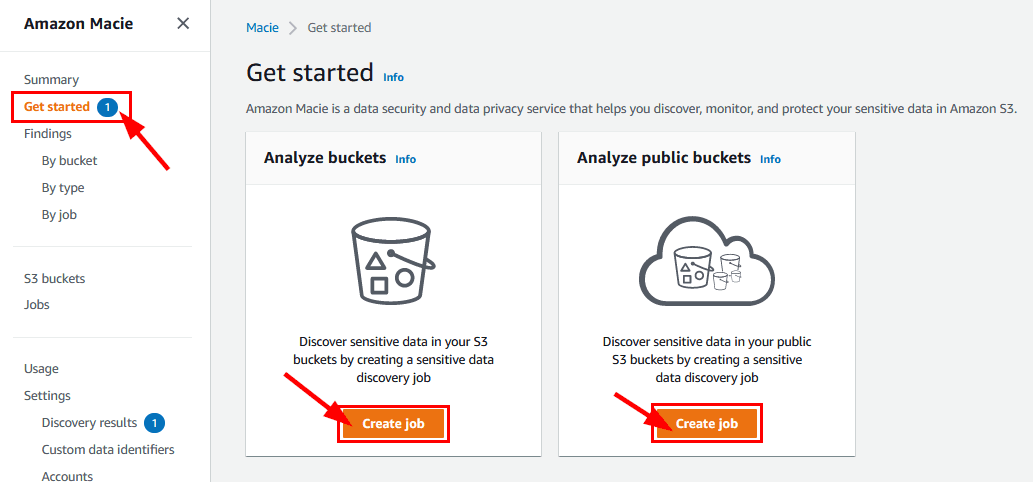 Amazon Macie
Summary
Get started 1
Findings
By bucket
By type
By job
S3 buckets
Jobs
Usage
Settings
Discovery results 1
Custom data identifiers
Accounts
Macie > Get started
Get started Info
Amazon Macie is a data security and data privacy service that helps you discover, monitor, and protect your sensitive data in Amazon S3.
Analyze buckets Info
Discover sensitive data in your S3
buckets by creating a sensitive data
discovery job
Create job
Analyze public buckets Info
Discover sensitive data in your public
S3 buckets by creating a sensitive
data discovery job
Create job